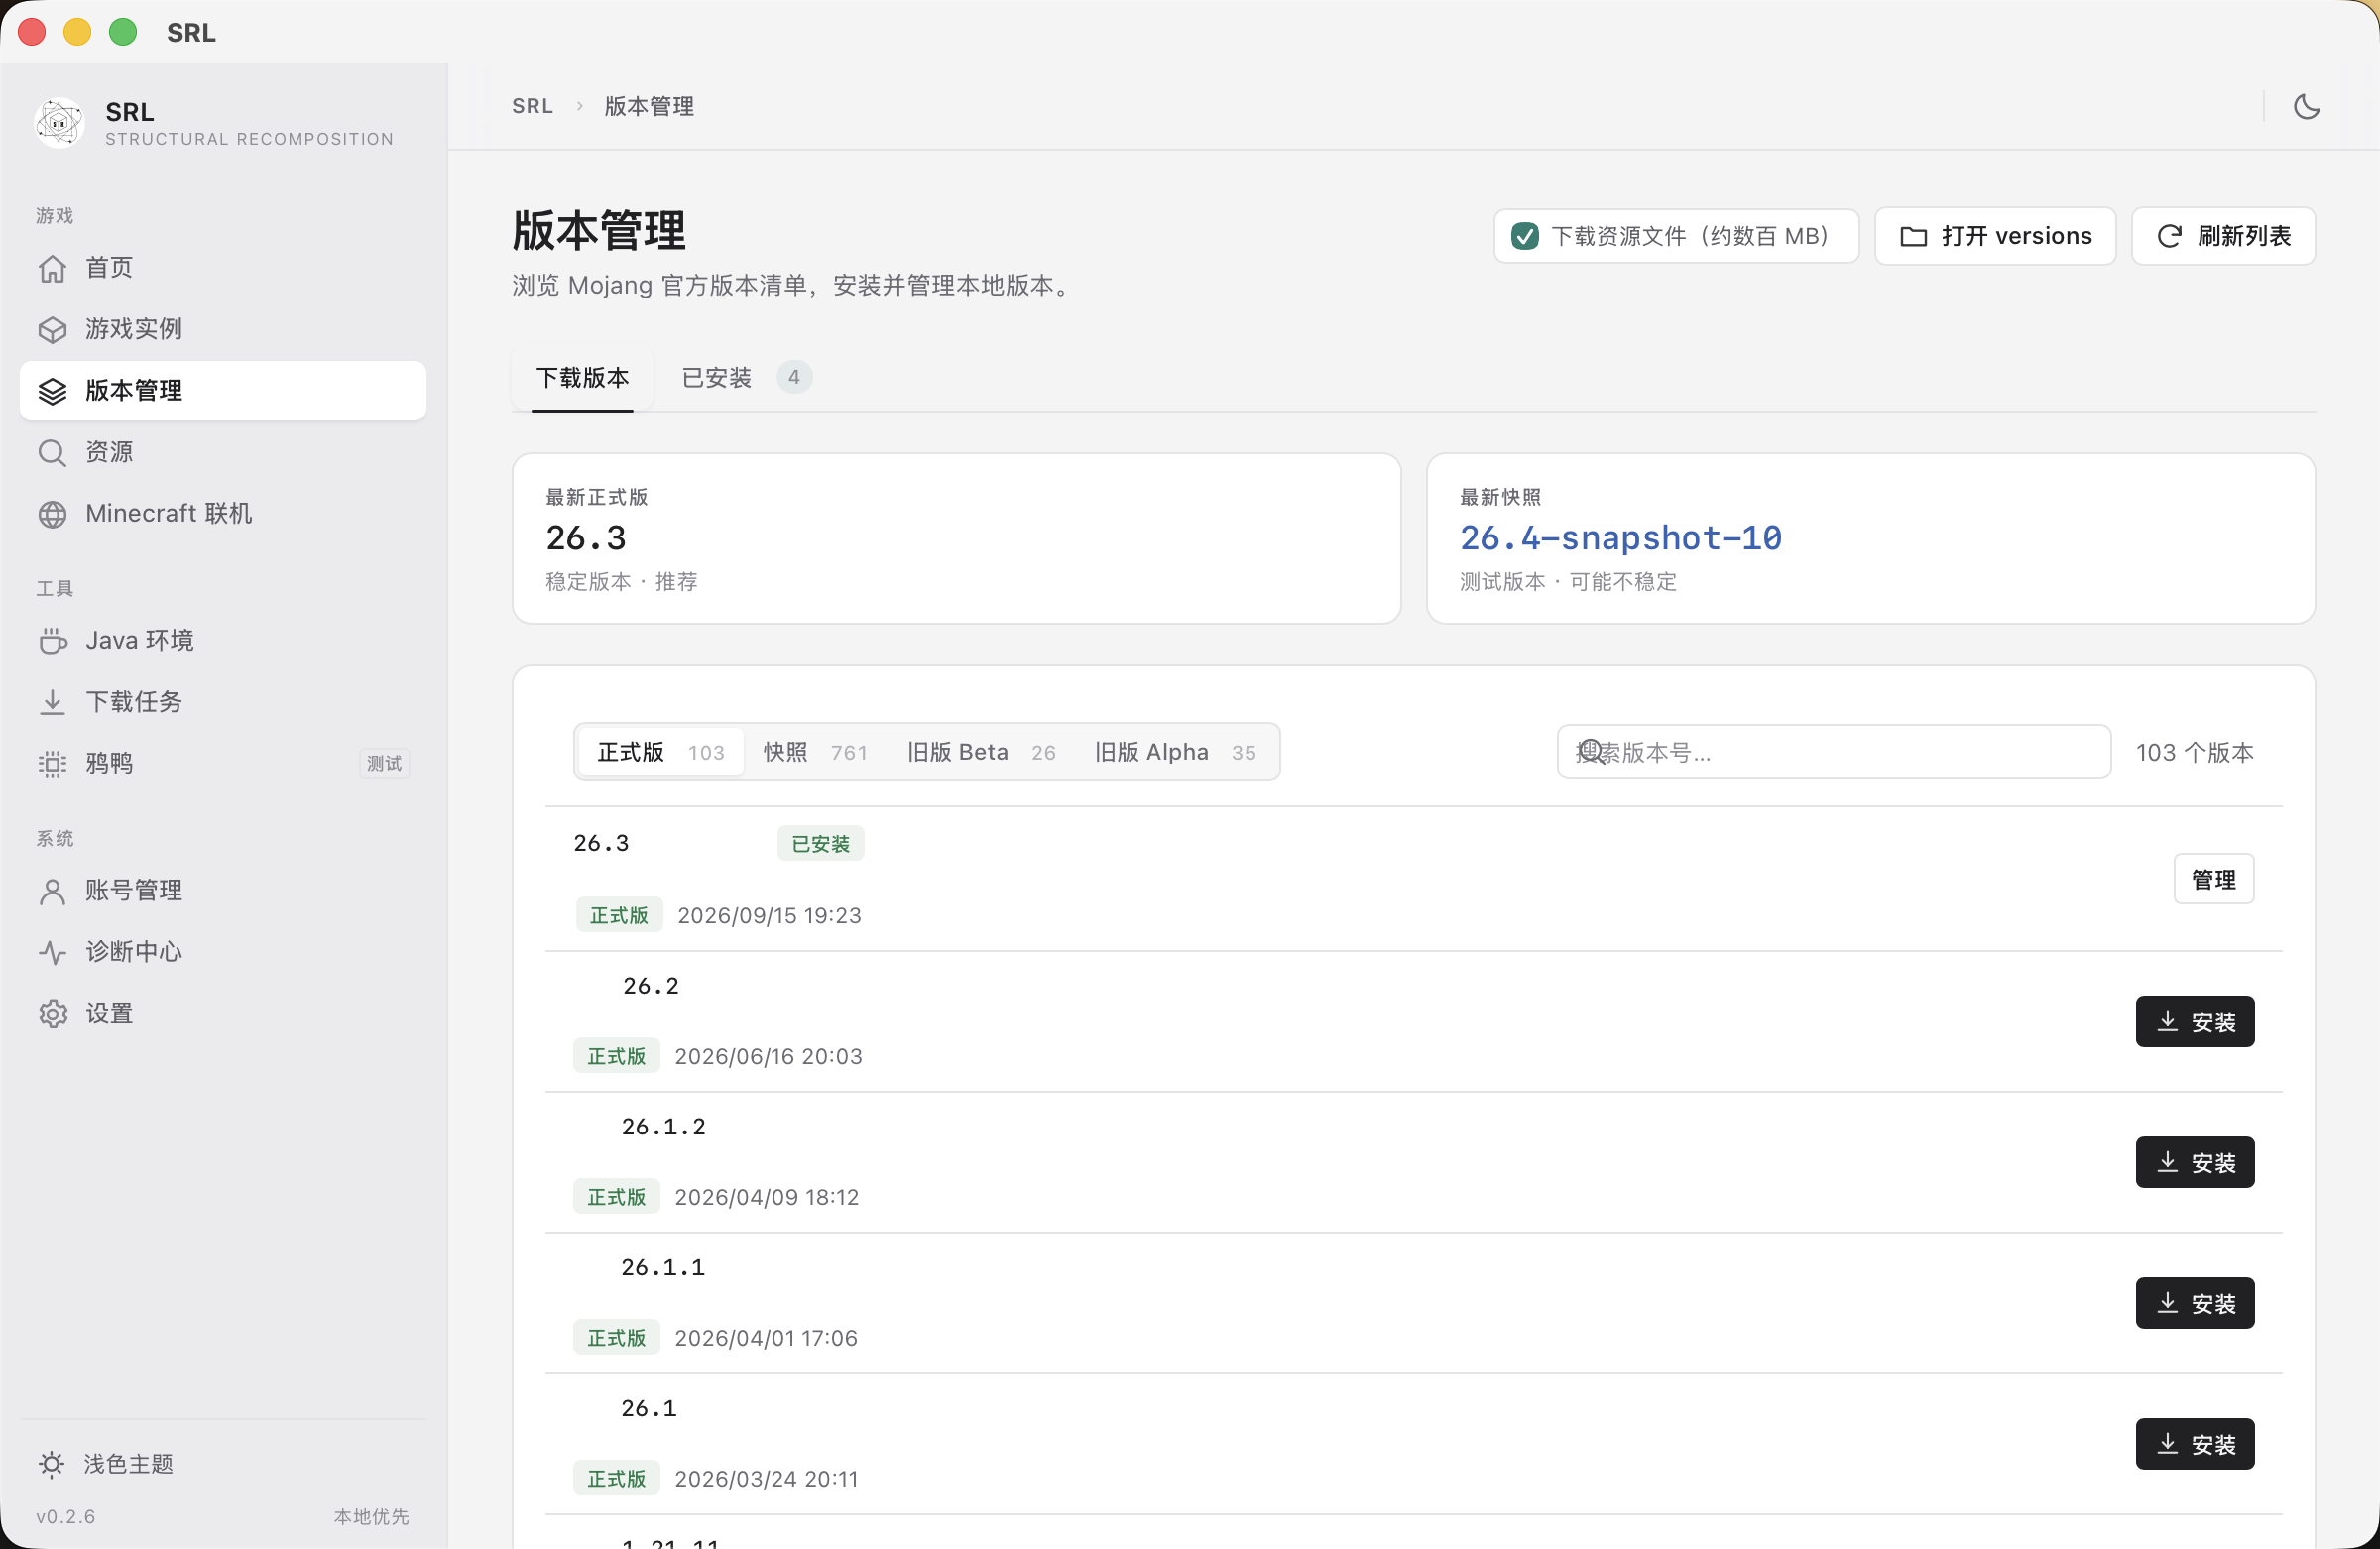 SRL
SRL
STRUCTURAL RECOMPOSITION
游戏
首页
游戏实例
版本管理
资源
Minecraft 联机
工具
Java 环境
下载任务
鸦鸭 测试
系统
账号管理
诊断中心
设置
浅色主题
v0.2.6 本地优先
SRL › 版本管理
版本管理
浏览 Mojang 官方版本清单，安装并管理本地版本。
下载资源文件（约数百 MB） 打开 versions 刷新列表
下载版本 已安装 4
最新正式版
26.3
稳定版本 · 推荐
最新快照
26.4-snapshot-10
测试版本 · 可能不稳定
正式版 103 快照 761 旧版 Beta 26 旧版 Alpha 35 搜索版本号... 103 个版本
26.3 已安装
管理
正式版 2026/09/15 19:23
26.2
安装
正式版 2026/06/16 20:03
26.1.2
安装
正式版 2026/04/09 18:12
26.1.1
安装
正式版 2026/04/01 17:06
26.1
安装
正式版 2026/03/24 20:11
1.21.11